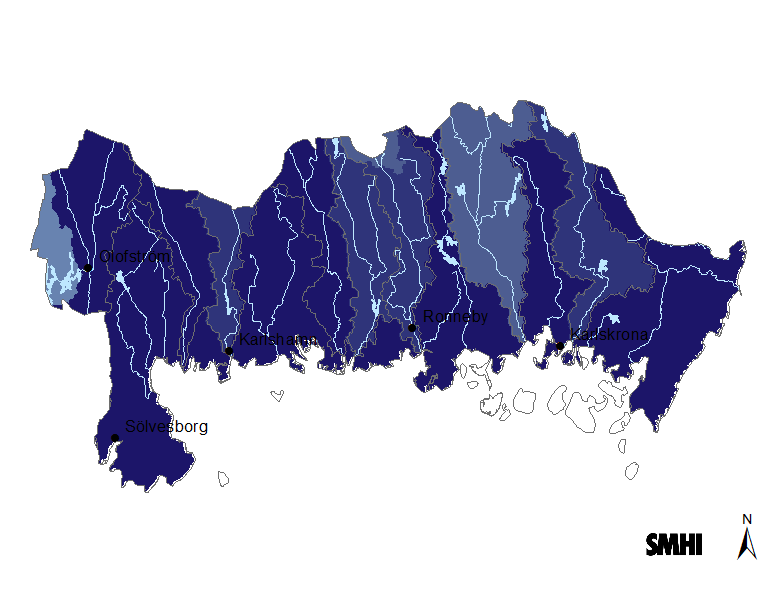 Olofström
Ronneby
Karlshamn
Karlskrona
Sölvesborg
N
SMHI